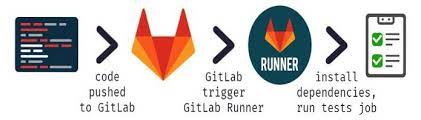 RUNNER
code
pushed
to GitLab
GitLab
trigger
GitLab Runner
install
dependencies,
run tests job